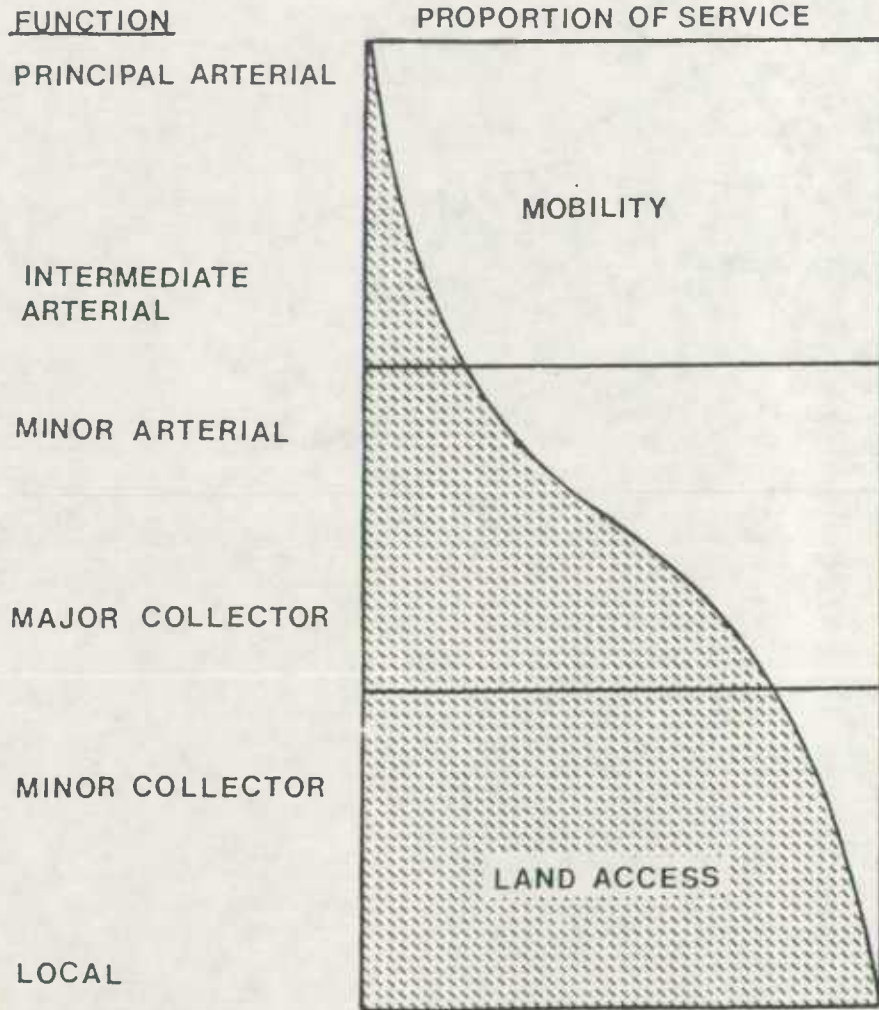 FUNCTION
PROPORTION OF SERVICE
PRINCIPAL ARTERIAL
MOBILITY
INTERMEDIATE
ARTERIAL
MINOR ARTERIAL
MAJOR COLLECTOR
MINOR COLLECTOR
LAND ACCESS
LOCAL